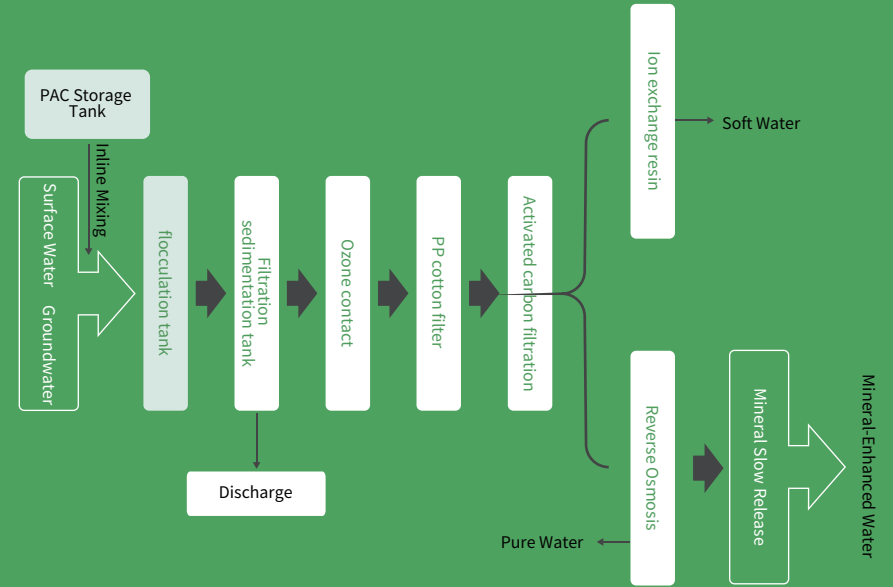 PAC Storage
Tank
Inline Mixing
Surface Water Groundwater
flocculation tank
Filtration
sedimentation tank
Ozone contact
PP cotton filter
Activated carbon filtration
Ion exchange resin
Soft Water
Reverse Osmosis
Pure Water
Mineral Slow Release
Mineral-Enhanced Water
Discharge